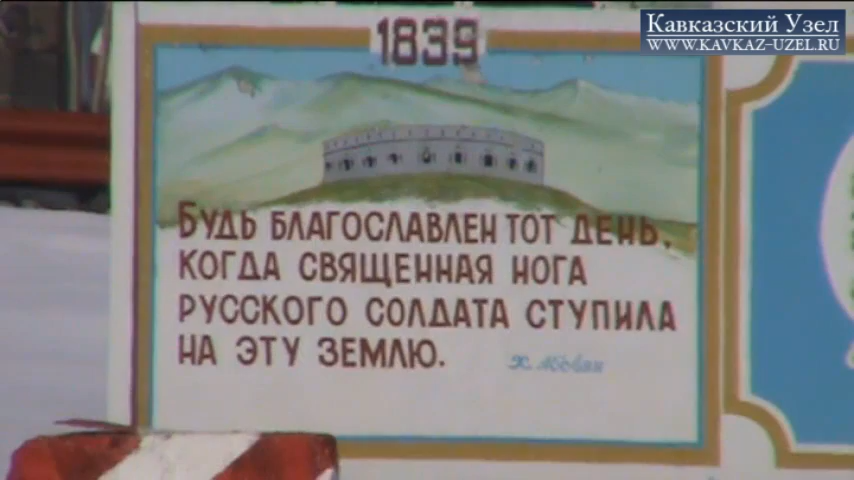 Кавказский Узел
WWW.KAVKAZ-UZEL.RU
1839
БУДЬ БЛАГОСЛАВЛЕН ТОТ ДЕНЬ,
КОГДА СВЯЩЕННАЯ НОГА
РУССКОГО СОЛДАТА СТУПИЛА
НА ЭТУ ЗЕМЛЮ.
Х. Абовян